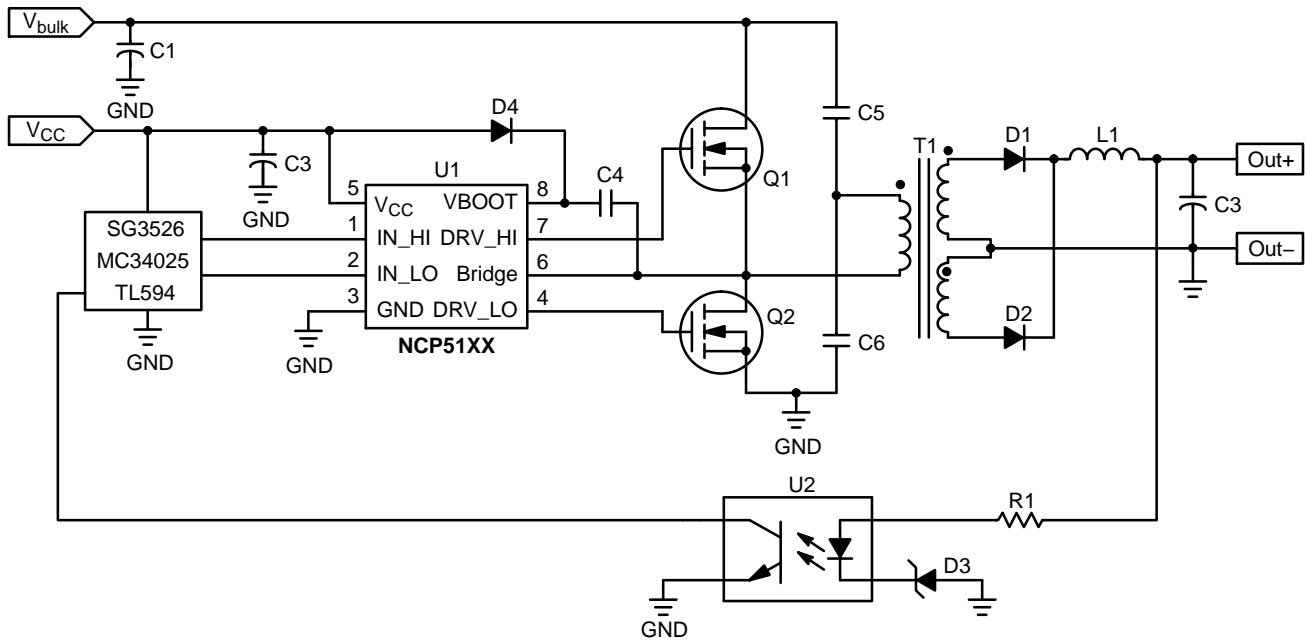 Vbulk
C1
GND
VCC
D4
C3
GND
U1
C4
Q1
C5
T1
D1
L1
Out+
C3
Out–
SG3526
MC34025
TL594
GND
5 VCC VBOOT 8
1 IN_HI DRV_HI 7
2 IN_LO Bridge 6
3 GND DRV_LO 4
NCP51XX
GND
Q2
C6
D2
GND
U2
R1
D3
GND